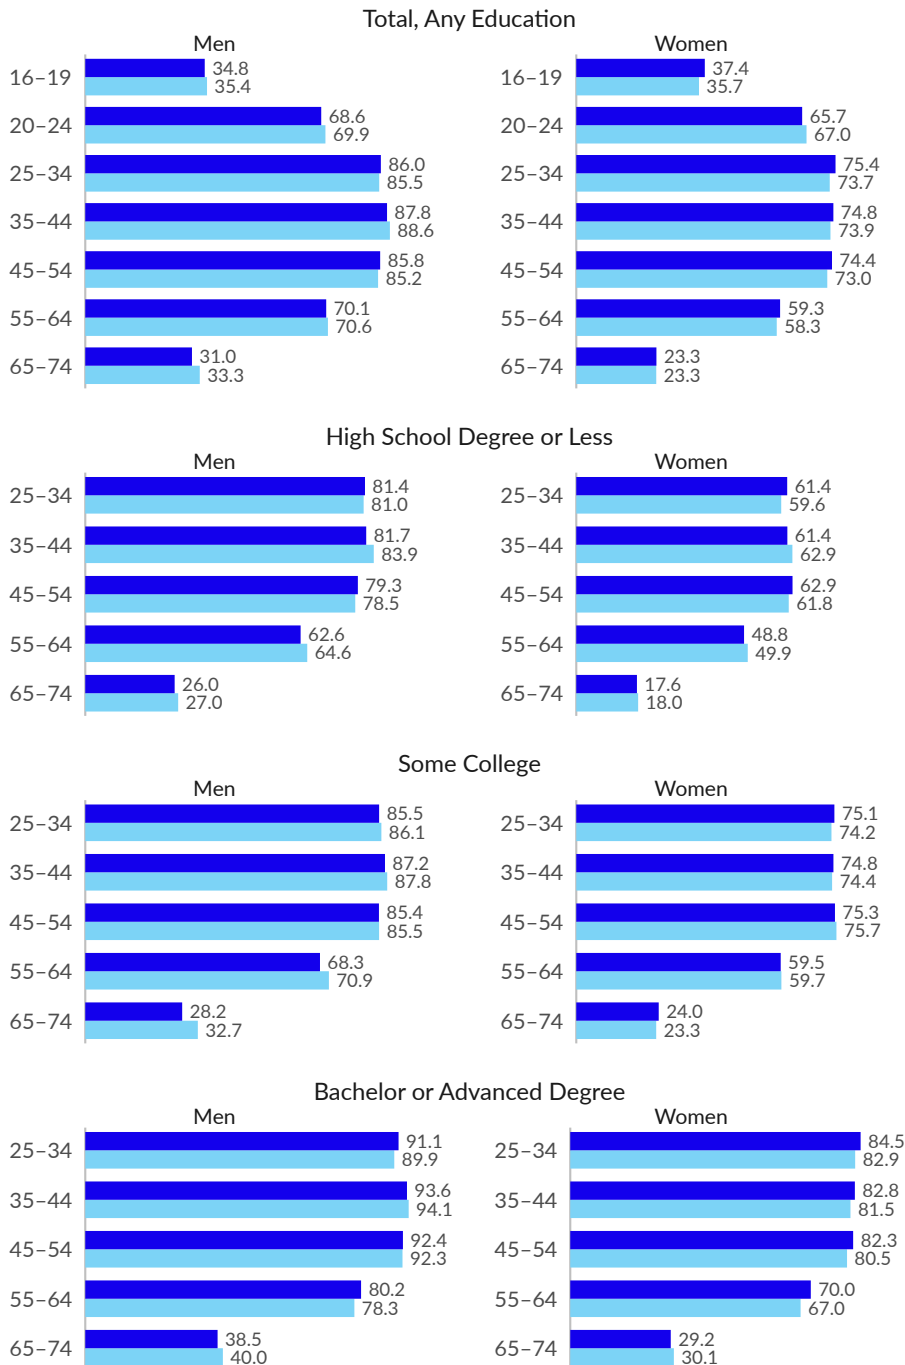 Total, Any Education
Men Women
16–19 34.8 35.4 16–19 37.4 35.7
20–24 68.6 69.9 20–24 65.7 67.0
25–34 86.0 85.5 25–34 75.4 73.7
35–44 87.8 88.6 35–44 74.8 73.9
45–54 85.8 85.2 45–54 74.4 73.0
55–64 70.1 70.6 55–64 59.3 58.3
65–74 31.0 33.3 65–74 23.3 23.3
High School Degree or Less
Men Women
25–34 81.4 81.0 25–34 61.4 59.6
35–44 81.7 83.9 35–44 61.4 62.9
45–54 79.3 78.5 45–54 62.9 61.8
55–64 62.6 64.6 55–64 48.8 49.9
65–74 26.0 27.0 65–74 17.6 18.0
Some College
Men Women
25–34 85.5 86.1 25–34 75.1 74.2
35–44 87.2 87.8 35–44 74.8 74.4
45–54 85.4 85.5 45–54 75.3 75.7
55–64 68.3 70.9 55–64 59.5 59.7
65–74 28.2 32.7 65–74 24.0 23.3
Bachelor or Advanced Degree
Men Women
25–34 91.1 89.9 25–34 84.5 82.9
35–44 93.6 94.1 35–44 82.8 81.5
45–54 92.4 92.3 45–54 82.3 80.5
55–64 80.2 78.3 55–64 70.0 67.0
65–74 38.5 40.0 65–74 29.2 30.1